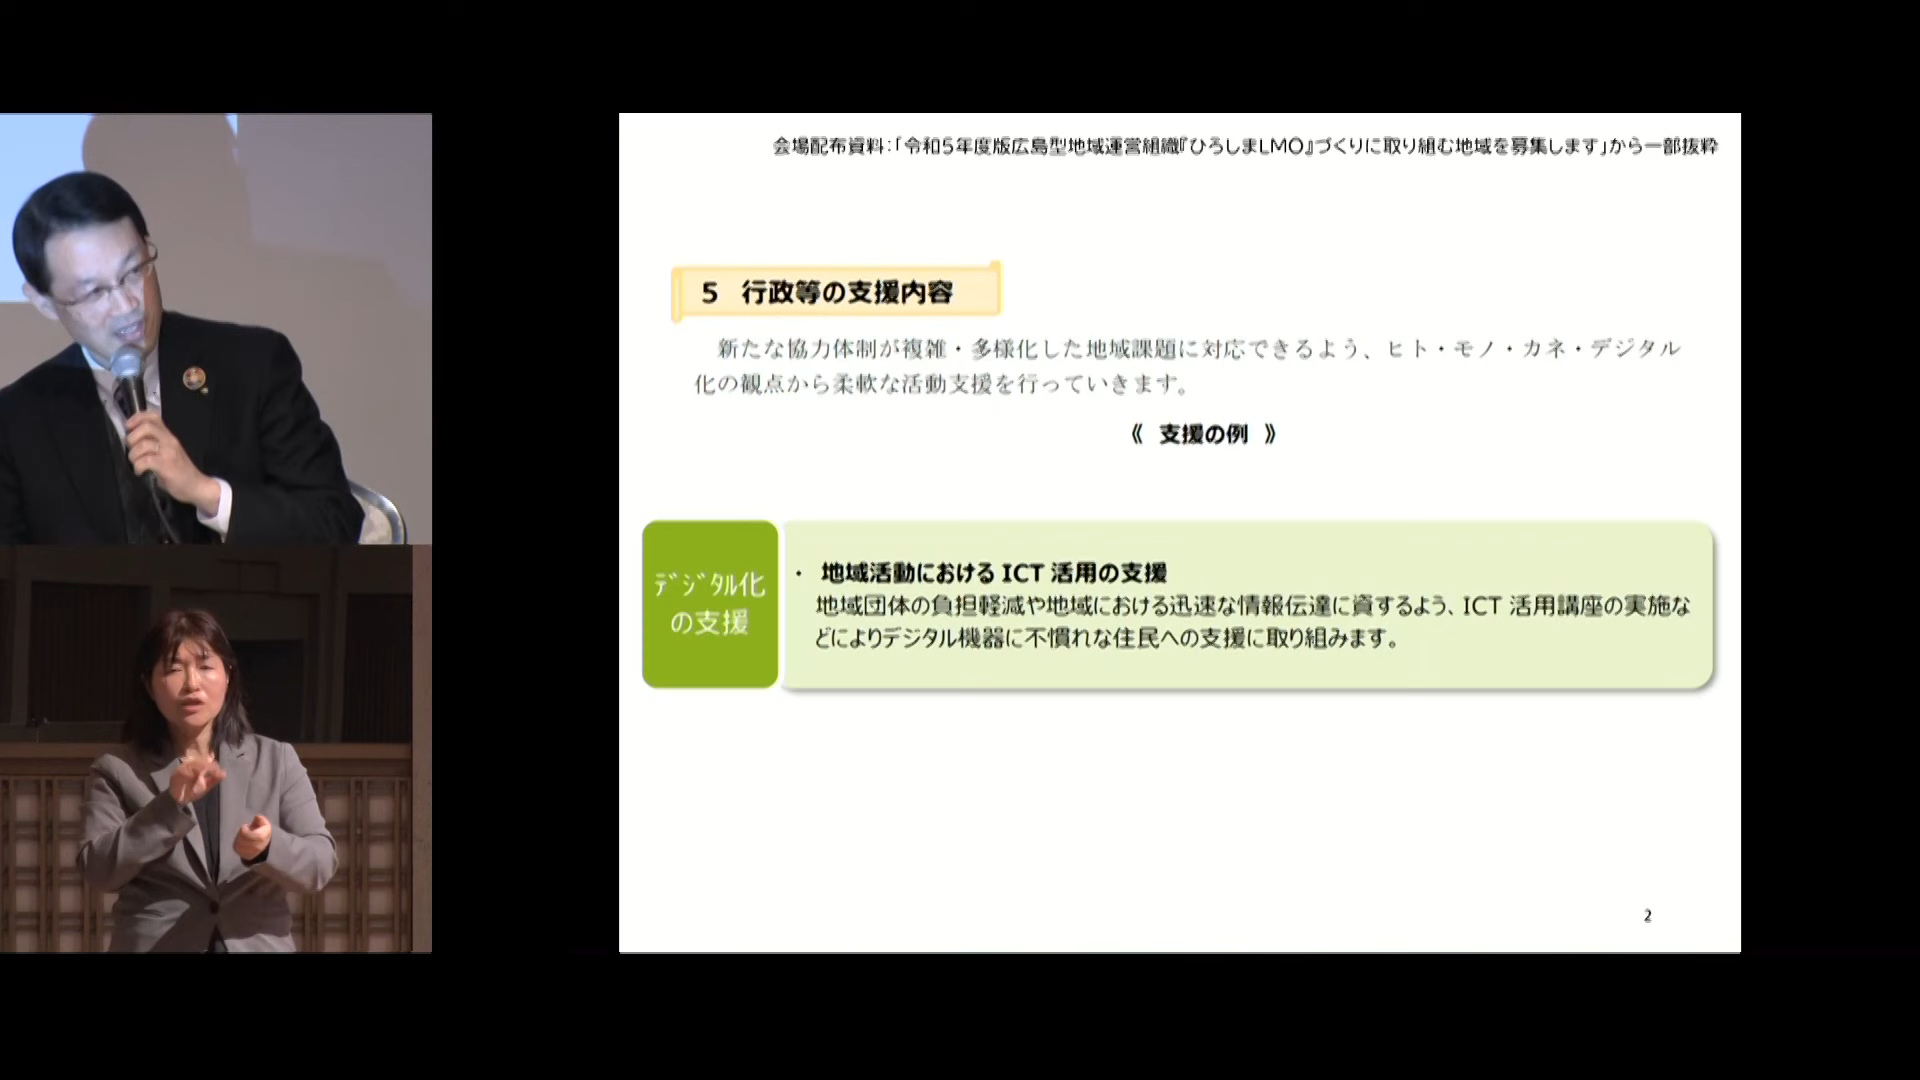 会場配布資料:「令和5年度版広島型地域運営組織『ひろしまLMO』づくりに取り組む地域を募集します」から一部抜粋
5 行政等の支援内容
新たな協力体制が複雑・多様化した地域課題に対応できるよう、ヒト・モノ・カネ・デジタル
化の観点から柔軟な活動支援を行っていきます。
《 支援の例 》
ﾃﾞｼﾞﾀﾙ化
の支援
・ 地域活動における ICT 活用の支援
地域団体の負担軽減や地域における迅速な情報伝達に資するよう、ICT 活用講座の実施な
どによりデジタル機器に不慣れな住民への支援に取り組みます。
2